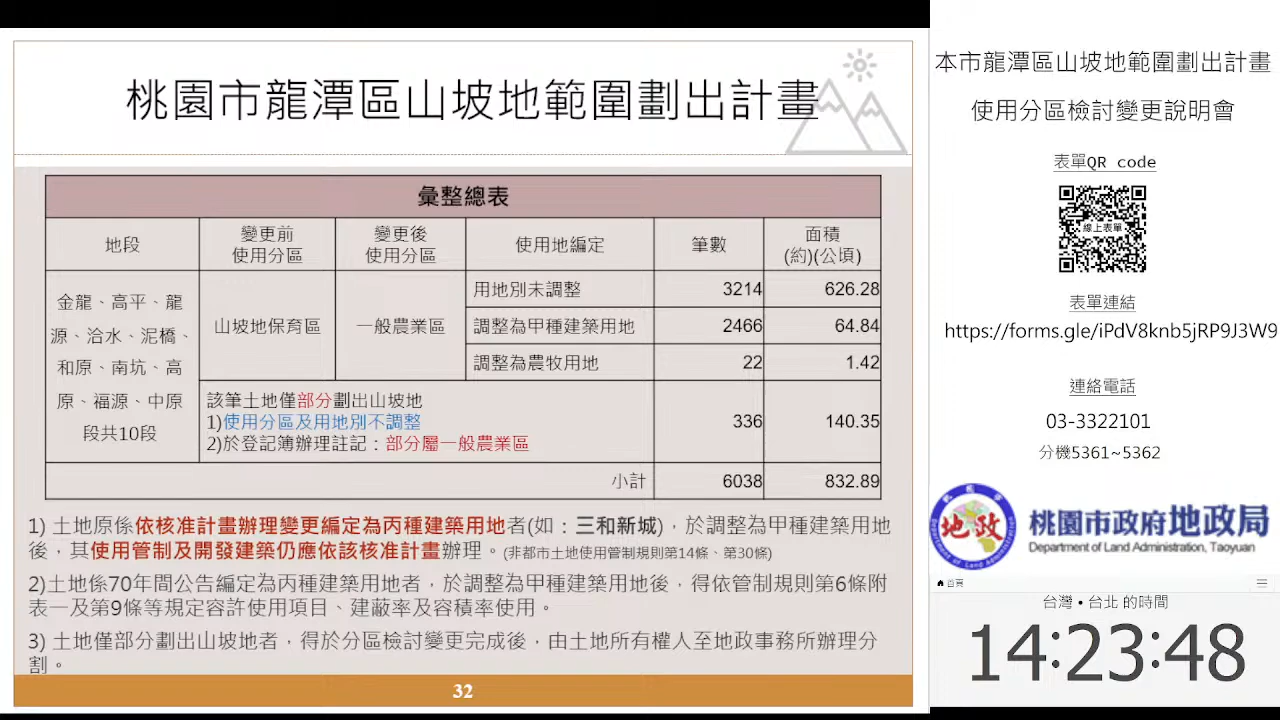 桃園市龍潭區山坡地範圍劃出計畫
彙整總表
地段
變更前
使用分區
變更後
使用分區
使用地編定
筆數
面積
(約)(公頃)
金龍、高平、龍
源、洽水、泥橋、
和原、南坑、高
原、福源、中原
段共10段
山坡地保育區
一般農業區
用地別未調整
3214
626.28
調整為甲種建築用地
2466
64.84
調整為農牧用地
22
1.42
該筆土地僅部分劃出山坡地
1)使用分區及用地別不調整
2)於登記簿辦理註記：部分屬一般農業區
336
140.35
小計
6038
832.89
1) 土地原係依核准計畫辦理變更編定為丙種建築用地者(如：三和新城)，於調整為甲種建築用地
後，其使用管制及開發建築仍應依該核准計畫辦理。(非都市土地使用管制規則第14條、第30條)
2)土地係70年間公告編定為丙種建築用地者，於調整為甲種建築用地後，得依管制規則第6條附
表一及第9條等規定容許使用項目、建蔽率及容積率使用。
3) 土地僅部分劃出山坡地者，得於分區檢討變更完成後，由土地所有權人至地政事務所辦理分
割。
32
本市龍潭區山坡地範圍劃出計畫
使用分區檢討變更說明會
表單QR code
線上表單
表單連結
https://forms.gle/iPdV8knb5jRP9J3W9
連絡電話
03-3322101
分機5361~5362
桃園市
地政
Department of Land Administration, Taoyuan
桃園市政府地政局
Department of Land Administration, Taoyuan
首頁
台灣 • 台北 的時間
14:23:48